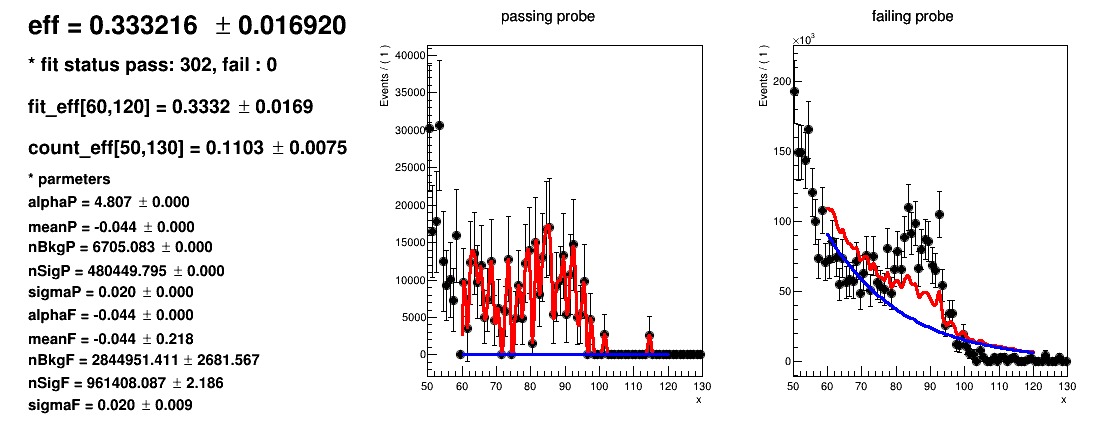 eff = 0.333216 ± 0.016920
* fit status pass: 302, fail : 0
fit_eff[60,120] = 0.3332 ± 0.0169
count_eff[50,130] = 0.1103 ± 0.0075
* parmeters
alphaP = 4.807 ± 0.000
meanP = -0.044 ± 0.000
nBkgP = 6705.083 ± 0.000
nSigP = 480449.795 ± 0.000
sigmaP = 0.020 ± 0.000
alphaF = -0.044 ± 0.000
meanF = -0.044 ± 0.218
nBkgF = 2844951.411 ± 2681.567
nSigF = 961408.087 ± 2.186
sigmaF = 0.020 ± 0.009
passing probe
Events / ( 1 )
40000
35000
30000
25000
20000
15000
10000
5000
0
50 60 70 80 90 100 110 120 130
x
failing probe
×10³
Events / ( 1 )
200
150
100
50
0
50 60 70 80 90 100 110 120 130
x